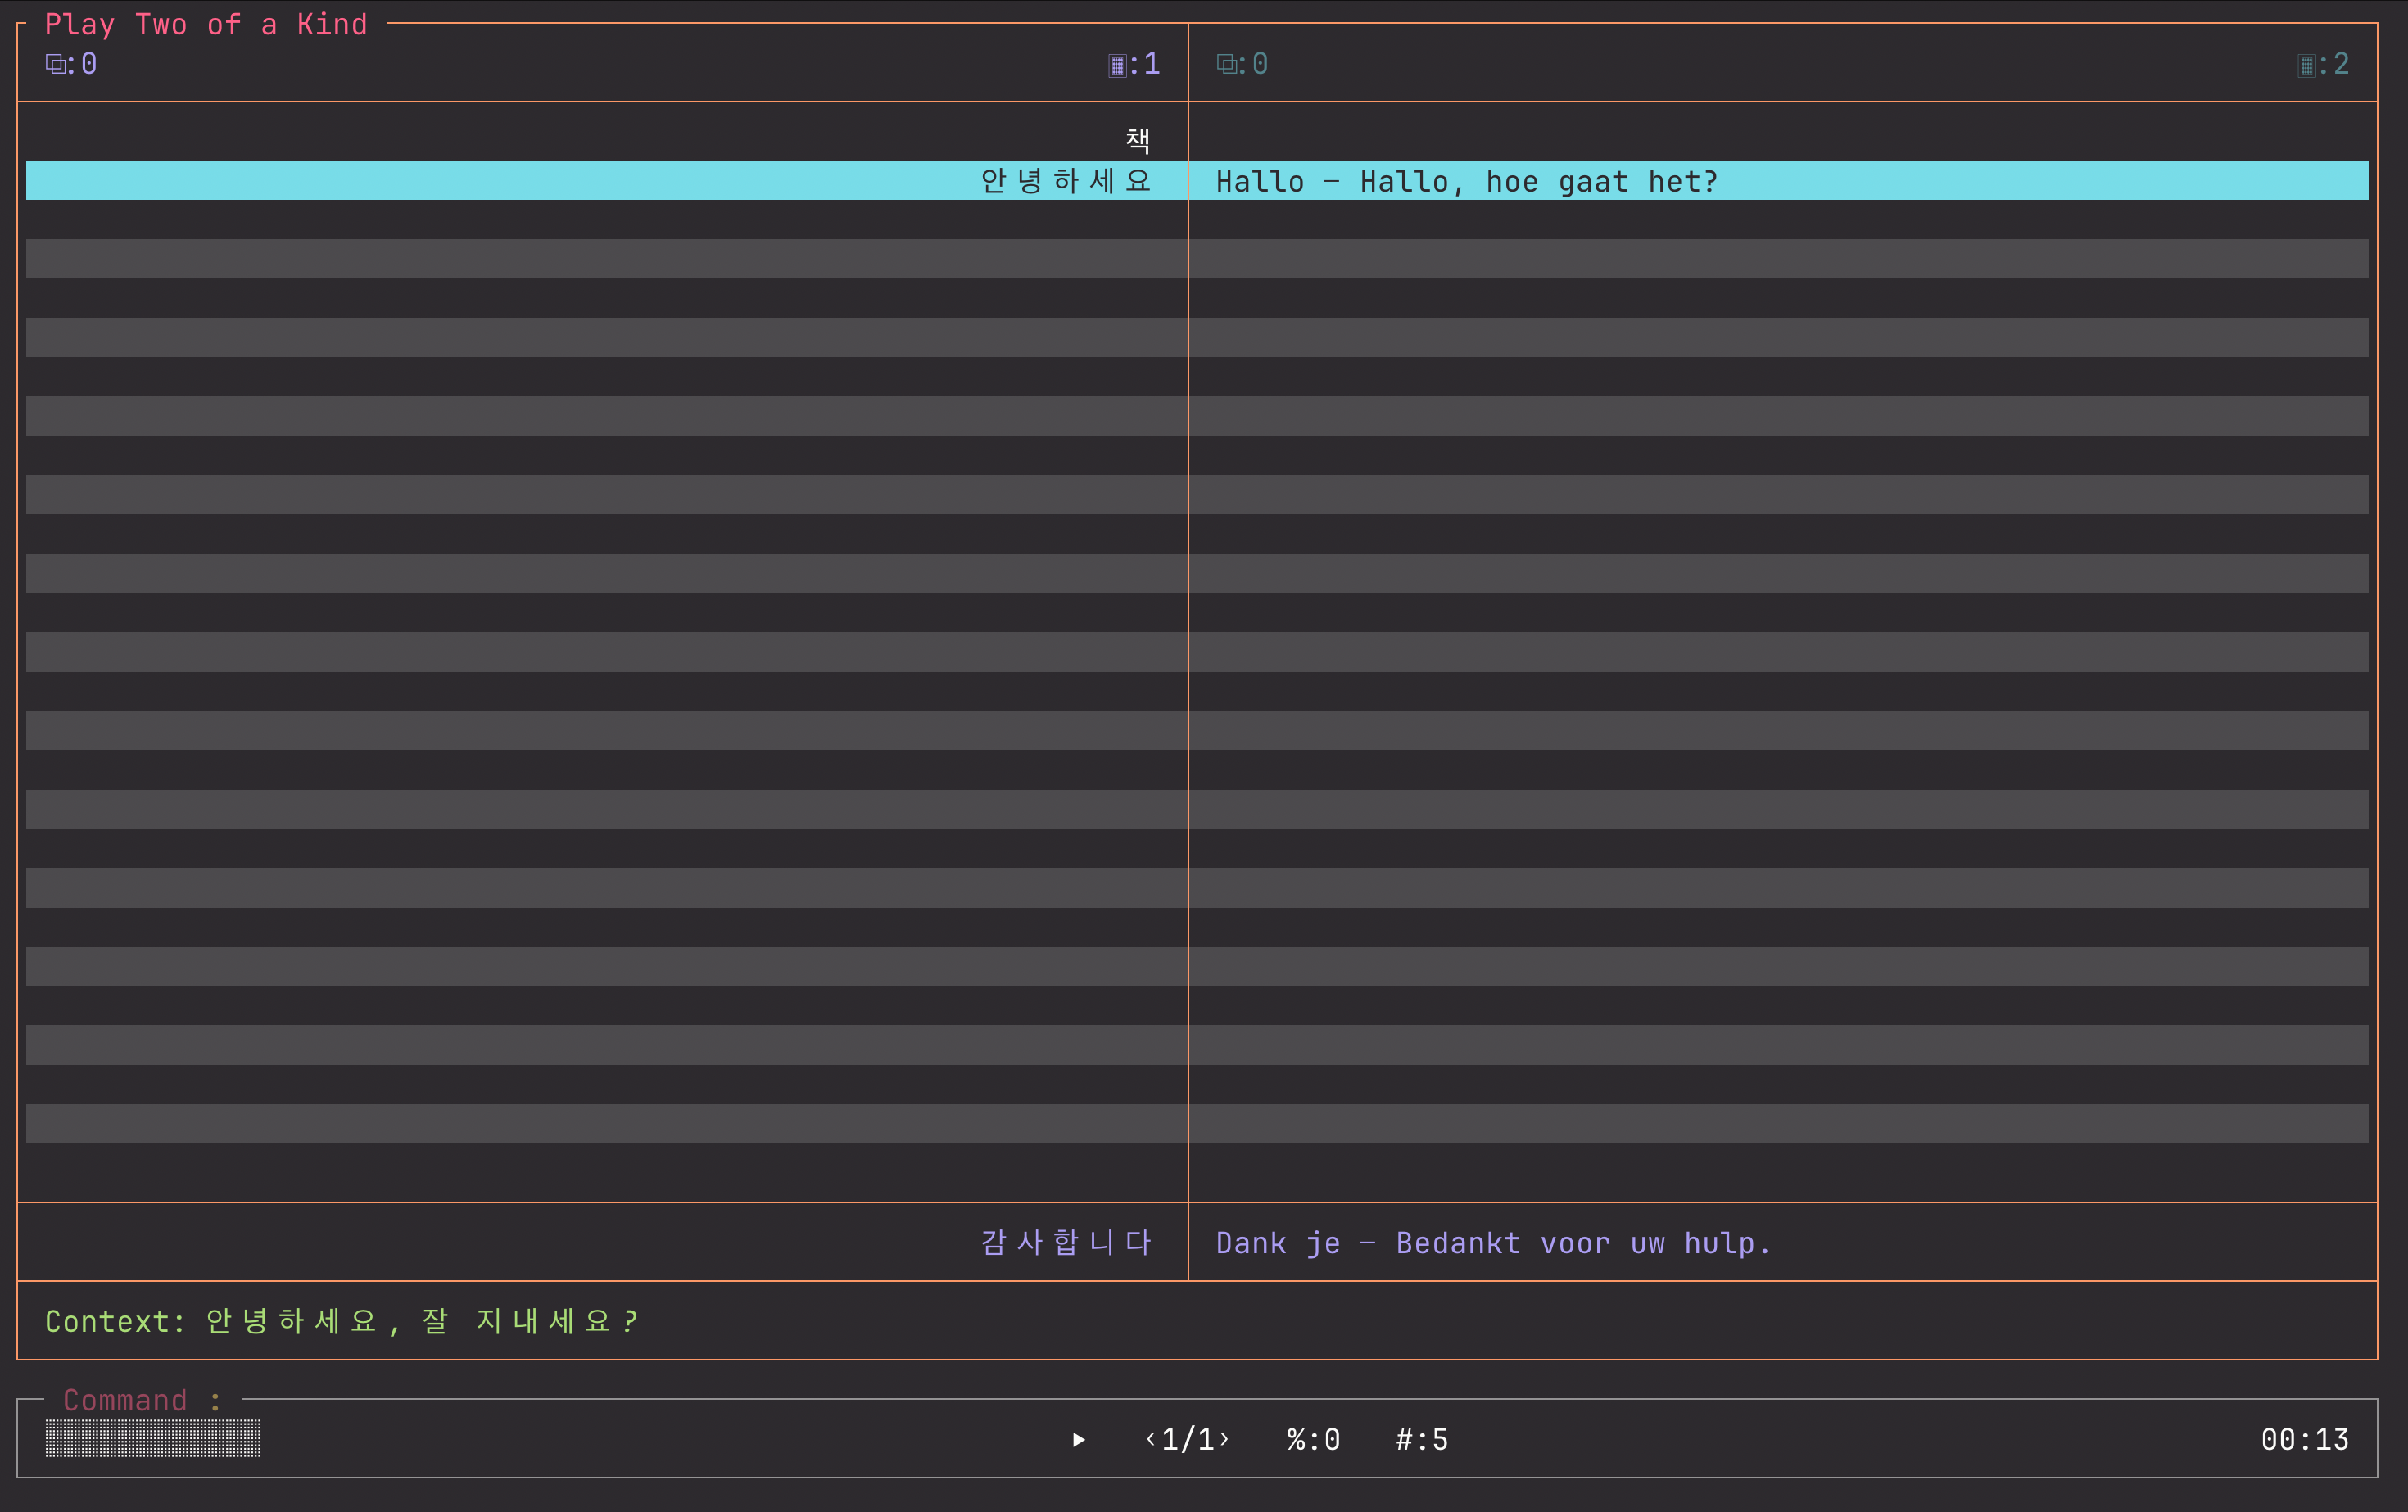 Play Two of a Kind
⧉:0 🂠:1 ⧉:0 🂠:2
책
안녕하세요 Hallo — Hallo, hoe gaat het?
감사합니다 Dank je — Bedankt voor uw hulp.
Context: 안녕하세요, 잘 지내세요?
Command :
▶ ‹1/1› %:0 #:5 00:13